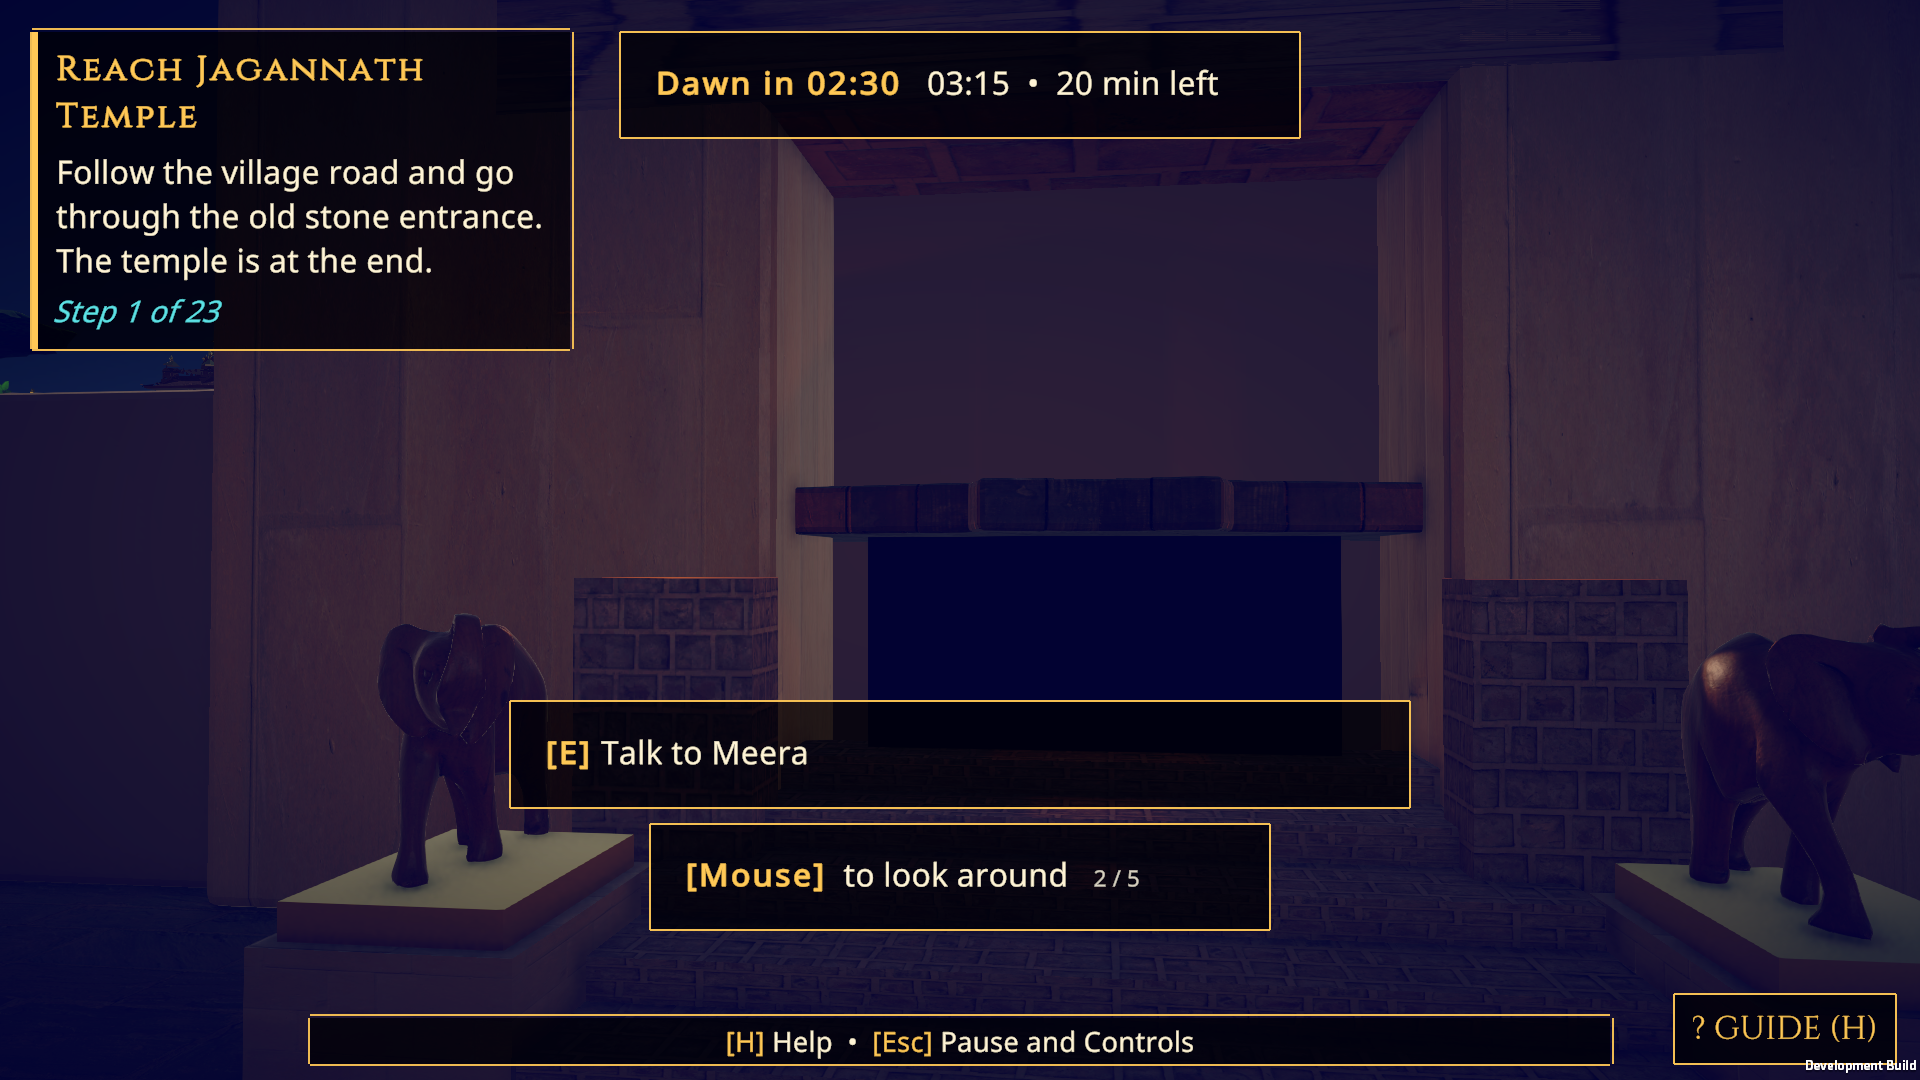 REACH JAGANNATH
TEMPLE
Follow the village road and go
through the old stone entrance.
The temple is at the end.
Step 1 of 23
Dawn in 02:30 03:15 • 20 min left
[E] Talk to Meera
[Mouse] to look around 2 / 5
[H] Help • [Esc] Pause and Controls
? GUIDE (H)
Development Build